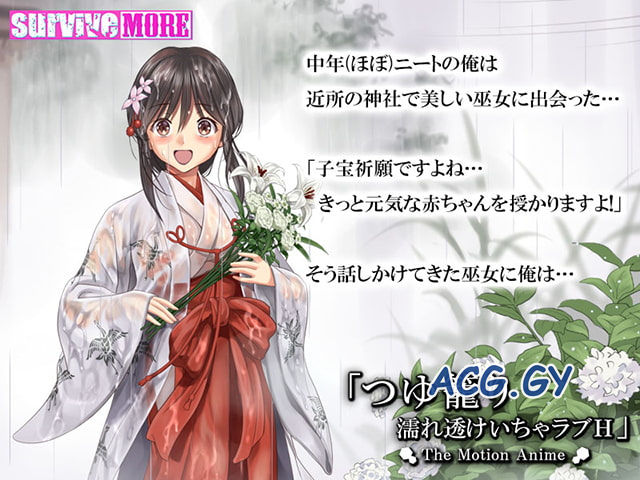 survive MORE
中年(ほぼ)ニートの俺は
近所の神社で美しい巫女に出会った…
「子宝祈願ですよね…
きっと元気な赤ちゃんを授かりますよ!」
そう話しかけてきた巫女に俺は…
「つゆ籠り
ACG.GY
濡れ透けいちゃラブH」
The Motion Anime